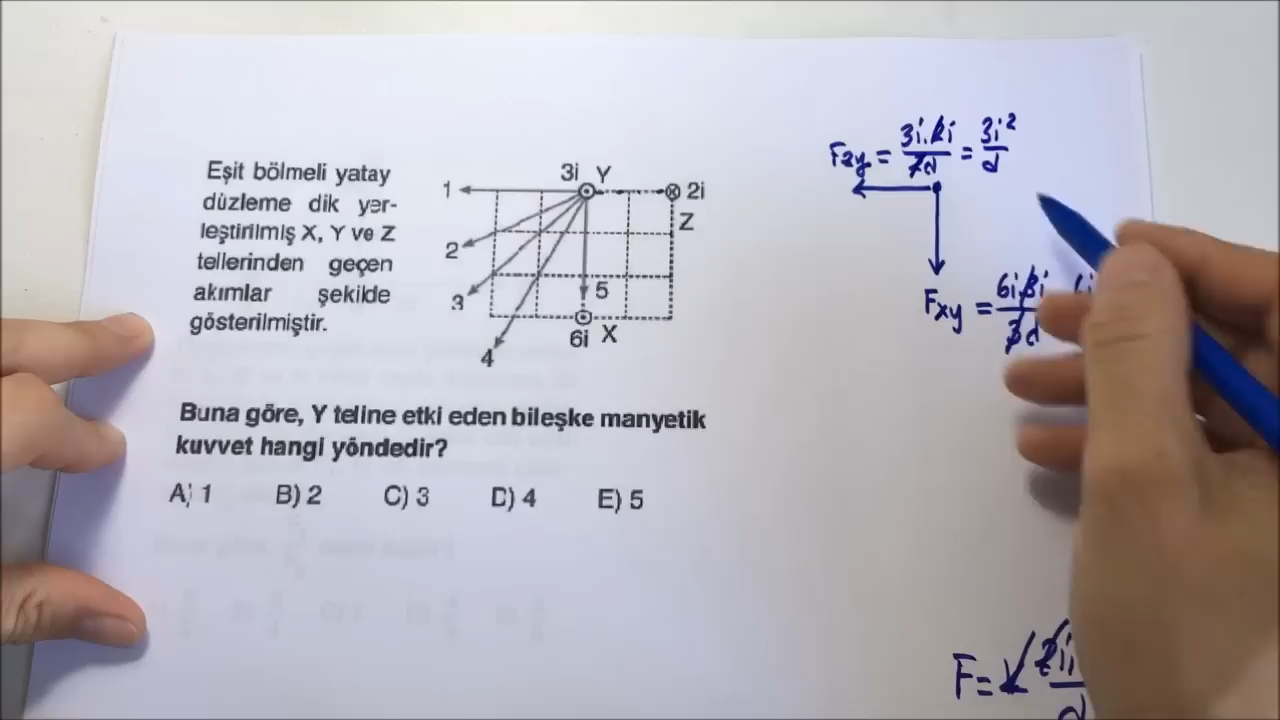 Eşit bölmeli yatay
düzleme dik yer-
leştirilmiş X, Y ve Z
tellerinden geçen
akımlar şekilde
gösterilmiştir.
3i Y
1
2i
Z
2
3
5
6i X
4
Buna göre, Y teline etki eden bileşke manyetik
kuvvet hangi yöndedir?
A) 1 B) 2 C) 3 D) 4 E) 5
Fzy = 3i.2i/2d = 3i²/d
Fxy = 6i.3i/3d
F=